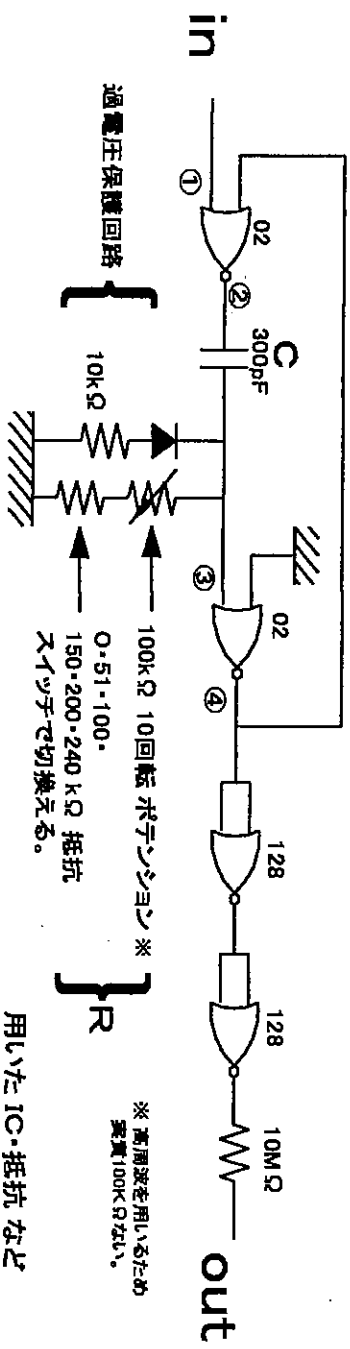 in
①
02
②
C
300pF
③
02
④
128
128
10MΩ
out
過電圧保護回路
10kΩ
100kΩ 10回転 ポテンション ※
0・51・100・
150・200・240 kΩ 抵抗
スイッチで切換える。
R
※ 高周波を用いるため
実質100KΩない。
用いた IC・抵抗 など